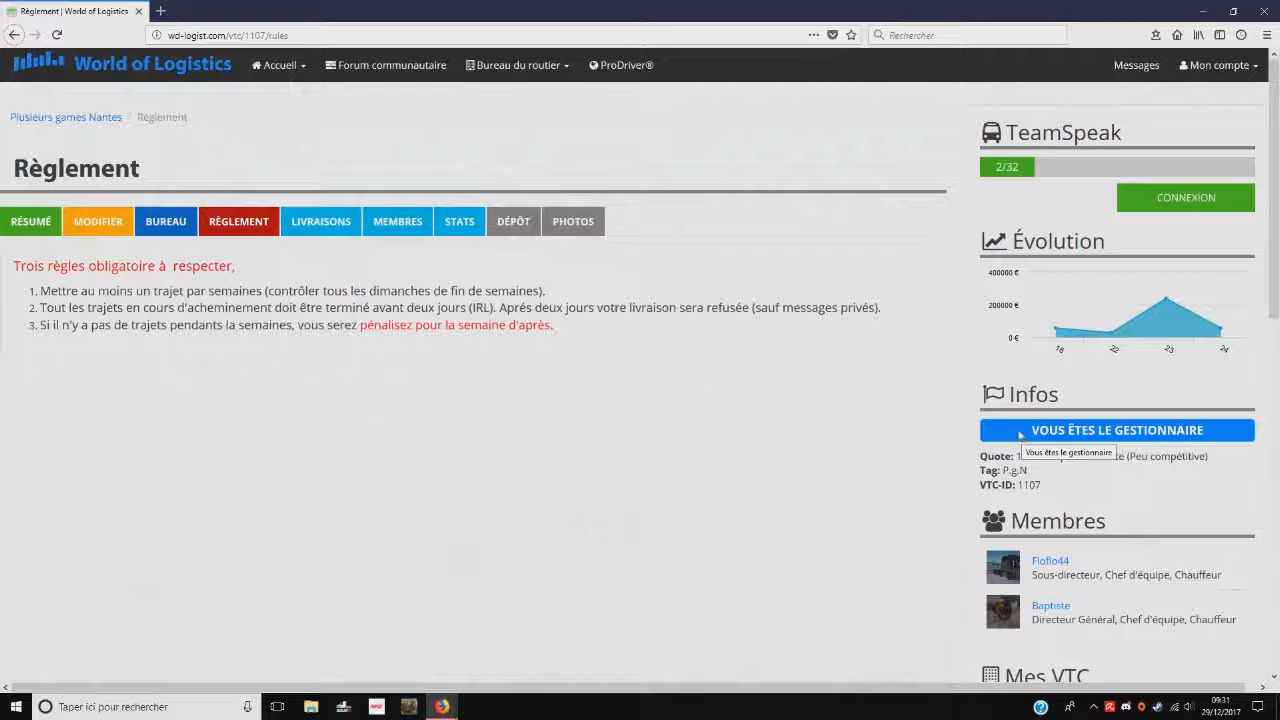 Règlement | World of Logistics
wd-logist.com/vtc/1107/rules
Rechercher
World of Logistics
Accueil
Forum communautaire
Bureau du routier
ProDriver®
Messages
Mon compte
Plusieurs games Nantes / Règlement
Règlement
RÉSUMÉ
MODIFIER
BUREAU
RÈGLEMENT
LIVRAISONS
MEMBRES
STATS
DÉPÔT
PHOTOS
Trois règles obligatoire à respecter,
1. Mettre au moins un trajet par semaines (contrôler tous les dimanches de fin de semaines).
2. Tout les trajets en cours d'acheminement doit être terminé avant deux jours (IRL). Aprés deux jours votre livraison sera refusée (sauf messages privés).
3. Si il n'y a pas de trajets pendants la semaines, vous serez pénalisez pour la semaine d'après.
TeamSpeak
2/32
CONNEXION
Évolution
400000 €
200000 €
0 €
16
22
23
24
Infos
VOUS ÊTES LE GESTIONNAIRE
Vous êtes le gestionnaire
Quote: (Peu compétitive)
Tag: P.g.N
VTC-ID: 1107
Membres
Floflo44
Sous-directeur, Chef d'équipe, Chauffeur
Baptiste
Directeur Général, Chef d'équipe, Chauffeur
Mes VTC
Taper ici pour rechercher
09:31
29/12/2017